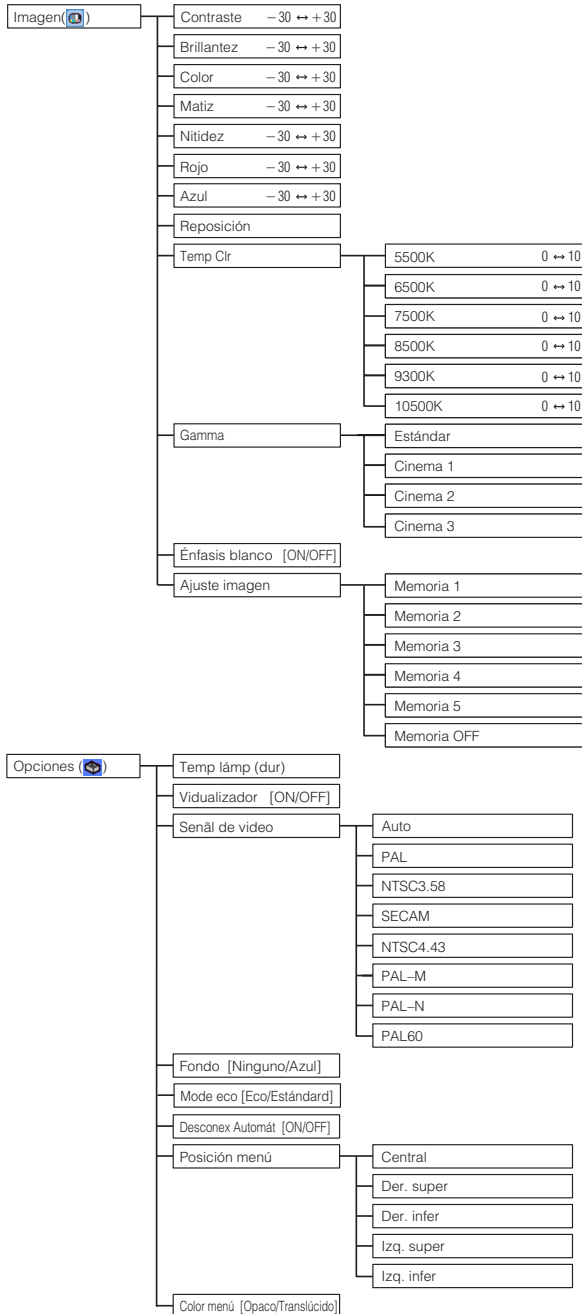 Imagen( )
Contraste −30 ↔ +30
Brillantez −30 ↔ +30
Color −30 ↔ +30
Matiz −30 ↔ +30
Nitidez −30 ↔ +30
Rojo −30 ↔ +30
Azul −30 ↔ +30
Reposición
Temp Clr
5500K 0 ↔ 10
6500K 0 ↔ 10
7500K 0 ↔ 10
8500K 0 ↔ 10
9300K 0 ↔ 10
10500K 0 ↔ 10
Gamma
Estándar
Cinema 1
Cinema 2
Cinema 3
Énfasis blanco [ON/OFF]
Ajuste imagen
Memoria 1
Memoria 2
Memoria 3
Memoria 4
Memoria 5
Memoria OFF
Opciones ( )
Temp lámp (dur)
Vidualizador [ON/OFF]
Senãl de video
Auto
PAL
NTSC3.58
SECAM
NTSC4.43
PAL–M
PAL–N
PAL60
Fondo [Ninguno/Azul]
Mode eco [Eco/Estándard]
Desconex Automát [ON/OFF]
Posición menú
Central
Der. super
Der. infer
Izq. super
Izq. infer
Color menú [Opaco/Translúcido]